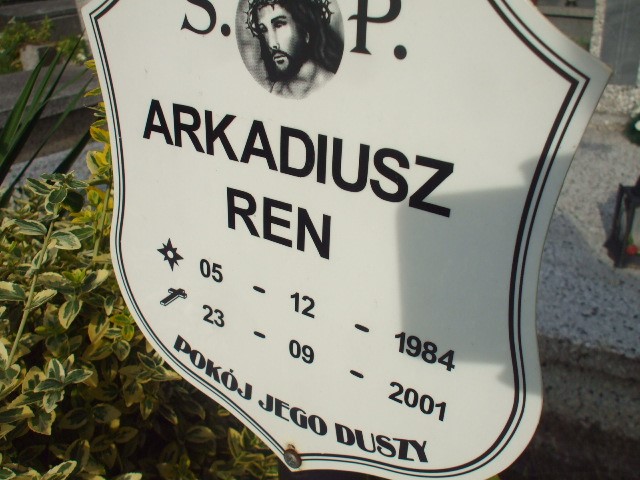 S. P.
ARKADIUSZ
REN
05 - 12 - 1984
23 - 09 - 2001
POKÓJ JEGO DUSZY